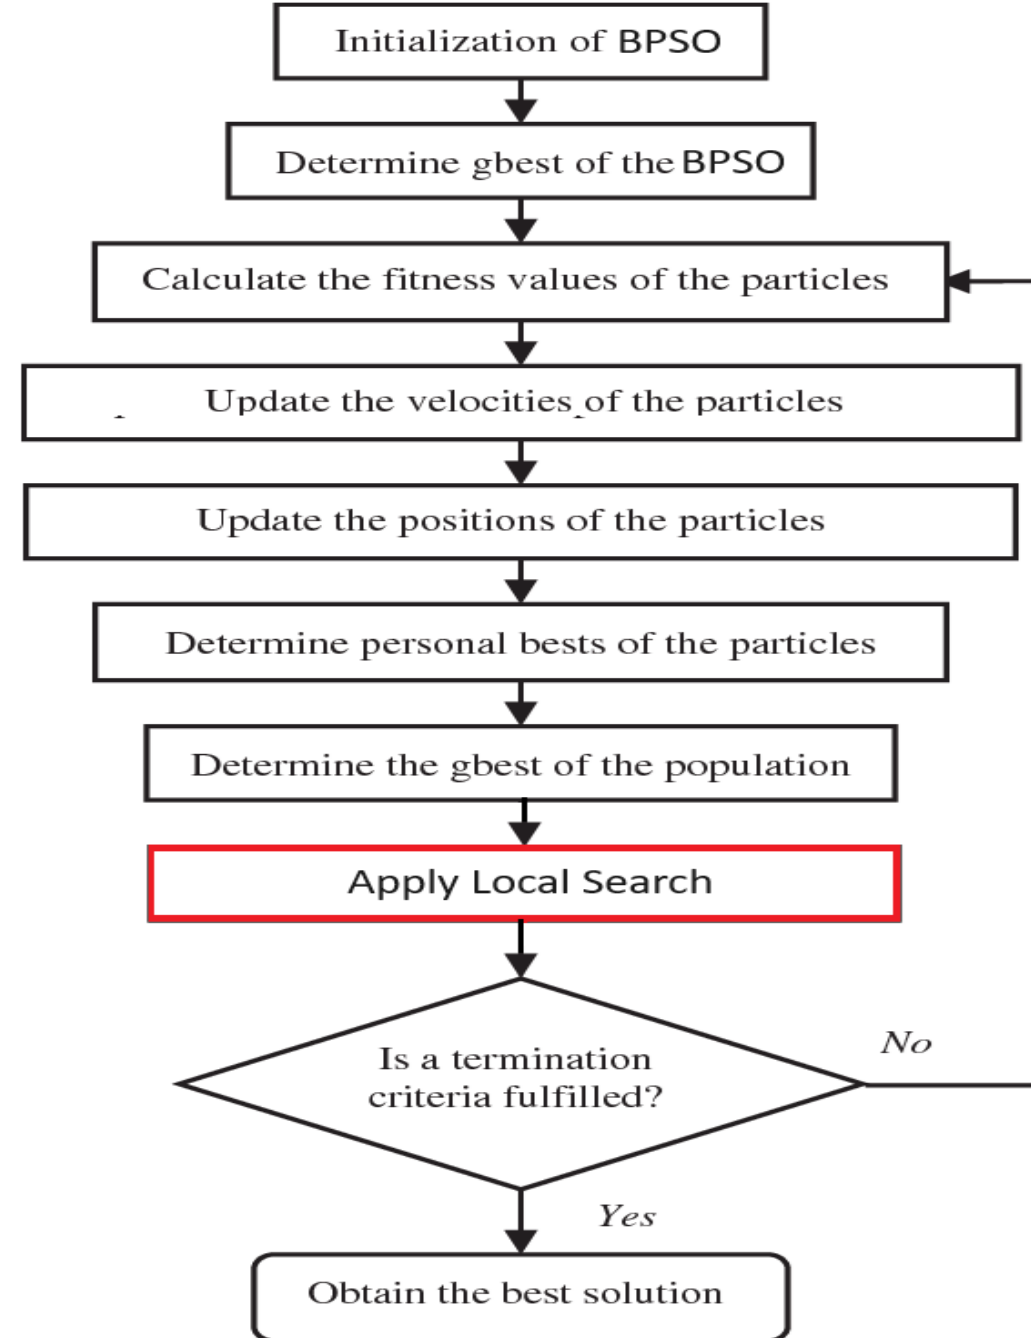 Initialization of BPSO
Determine gbest of the BPSO
Calculate the fitness values of the particles
Update the velocities of the particles
Update the positions of the particles
Determine personal bests of the particles
Determine the gbest of the population
Apply Local Search
Is a termination
criteria fulfilled?
No
Yes
Obtain the best solution